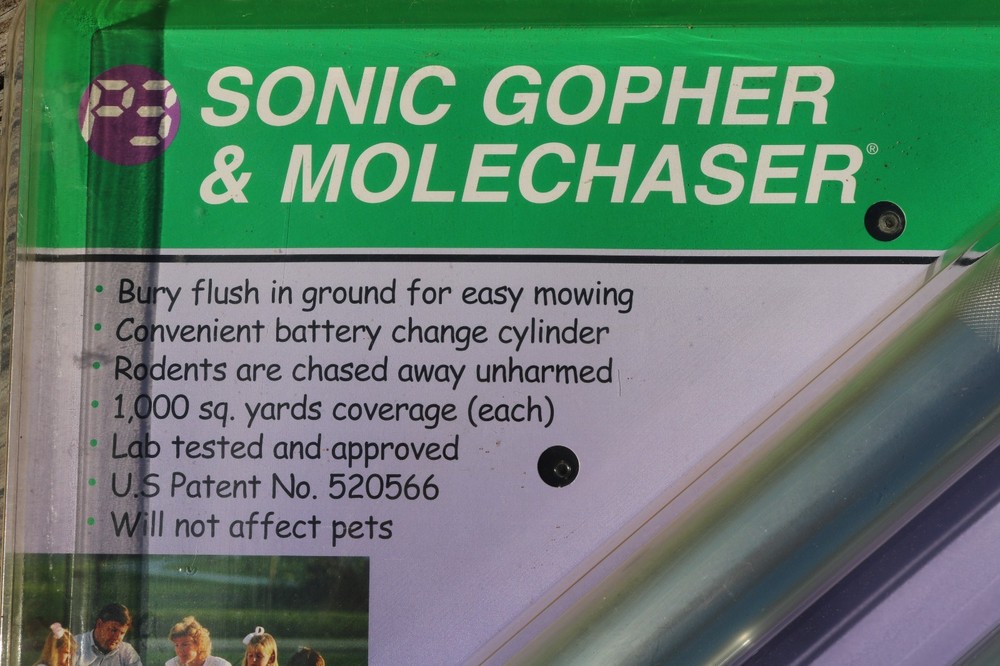 P3
SONIC GOPHER
& MOLECHASER®
• Bury flush in ground for easy mowing
• Convenient battery change cylinder
• Rodents are chased away unharmed
• 1,000 sq. yards coverage (each)
• Lab tested and approved
• U.S Patent No. 520566
• Will not affect pets